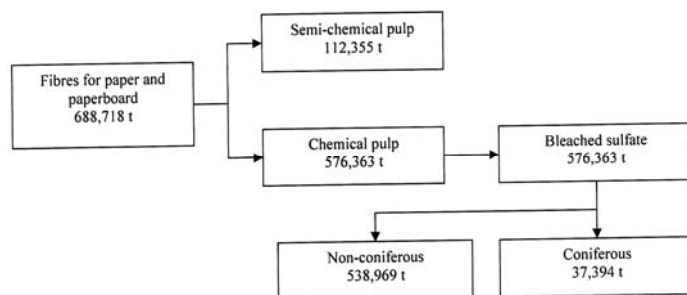 Semi-chemical pulp
112,355 t
Fibres for paper and
paperboard
688,718 t
Chemical pulp
576,363 t
Bleached sulfate
576,363 t
Non-coniferous
538,969 t
Coniferous
37,394 t